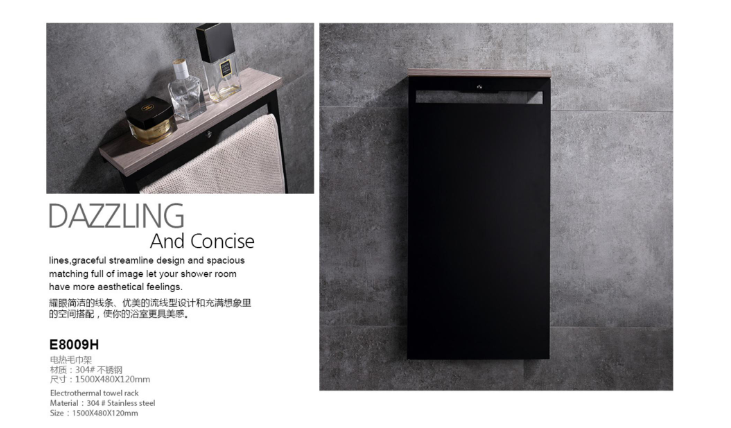 DAZZLING
And Concise
lines,graceful streamline design and spacious
matching full of image let your shower room
have more aesthetical feelings.
耀眼简洁的线条、优美的流线型设计和充满想象里
的空间搭配，使你的浴室更具美感。
E8009H
电热毛巾架
材质：304# 不锈钢
尺寸：1500X480X120mm
Electrothermal towel rack
Material：304 # Stainless steel
Size：1500X480X120mm